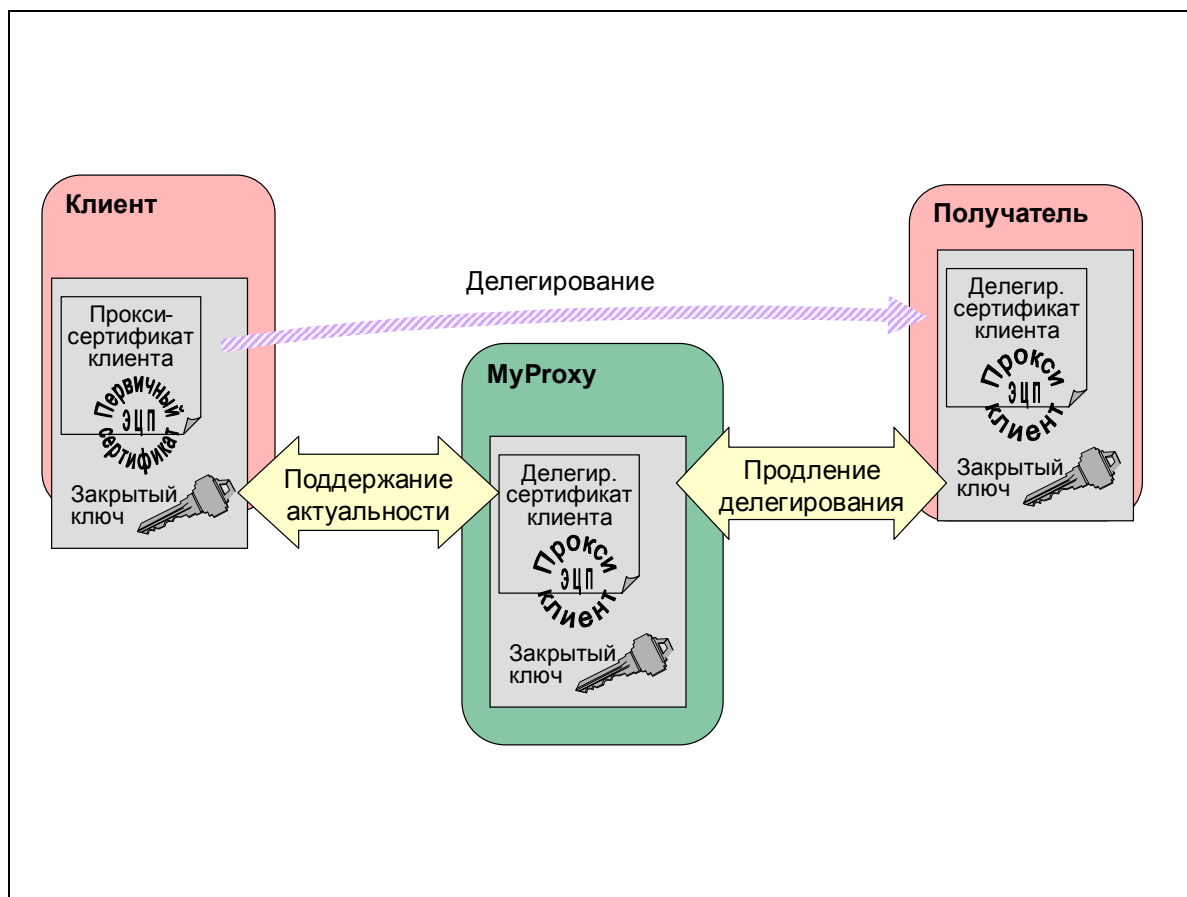 Клиент
Прокси-
сертификат
клиента
Первичный
ЭЦП
сертификат
Закрытый
ключ
Делегирование
Поддержание
актуальности
MyProxy
Делегир.
сертификат
клиента
Прокси
ЭЦП
клиент
Закрытый
ключ
Продление
делегирования
Получатель
Делегир.
сертификат
клиента
Прокси
ЭЦП
клиент
Закрытый
ключ